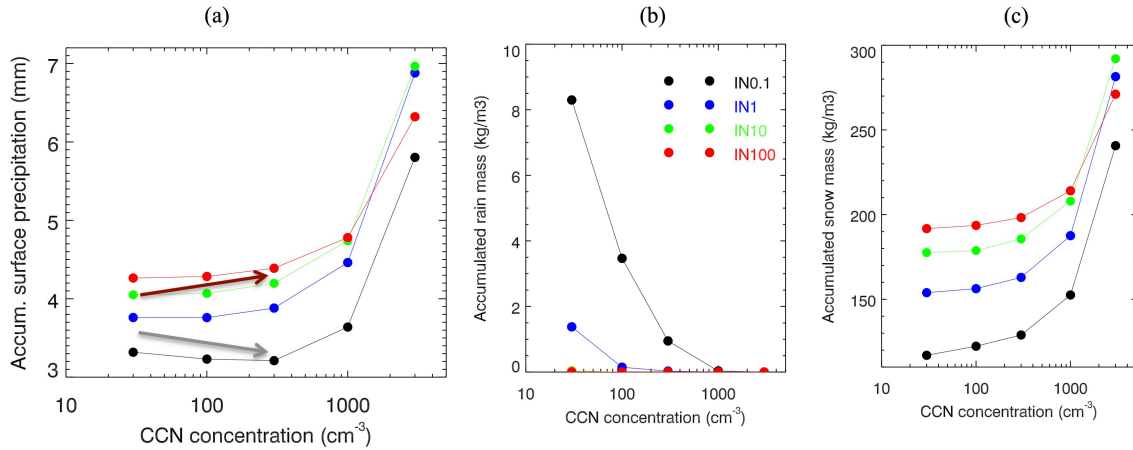 (a)
(b)
(c)
Accum. surface precipitation (mm)
7
6
5
4
3
10
100
1000
CCN concentration (cm-3)
Accumulated rain mass (kg/m3)
10
8
6
4
2
0
IN0.1
IN1
IN10
IN100
10
100
1000
CCN concentration (cm-3)
Accumulated snow mass (kg/m3)
300
250
200
150
10
100
1000
CCN concentration (cm-3)